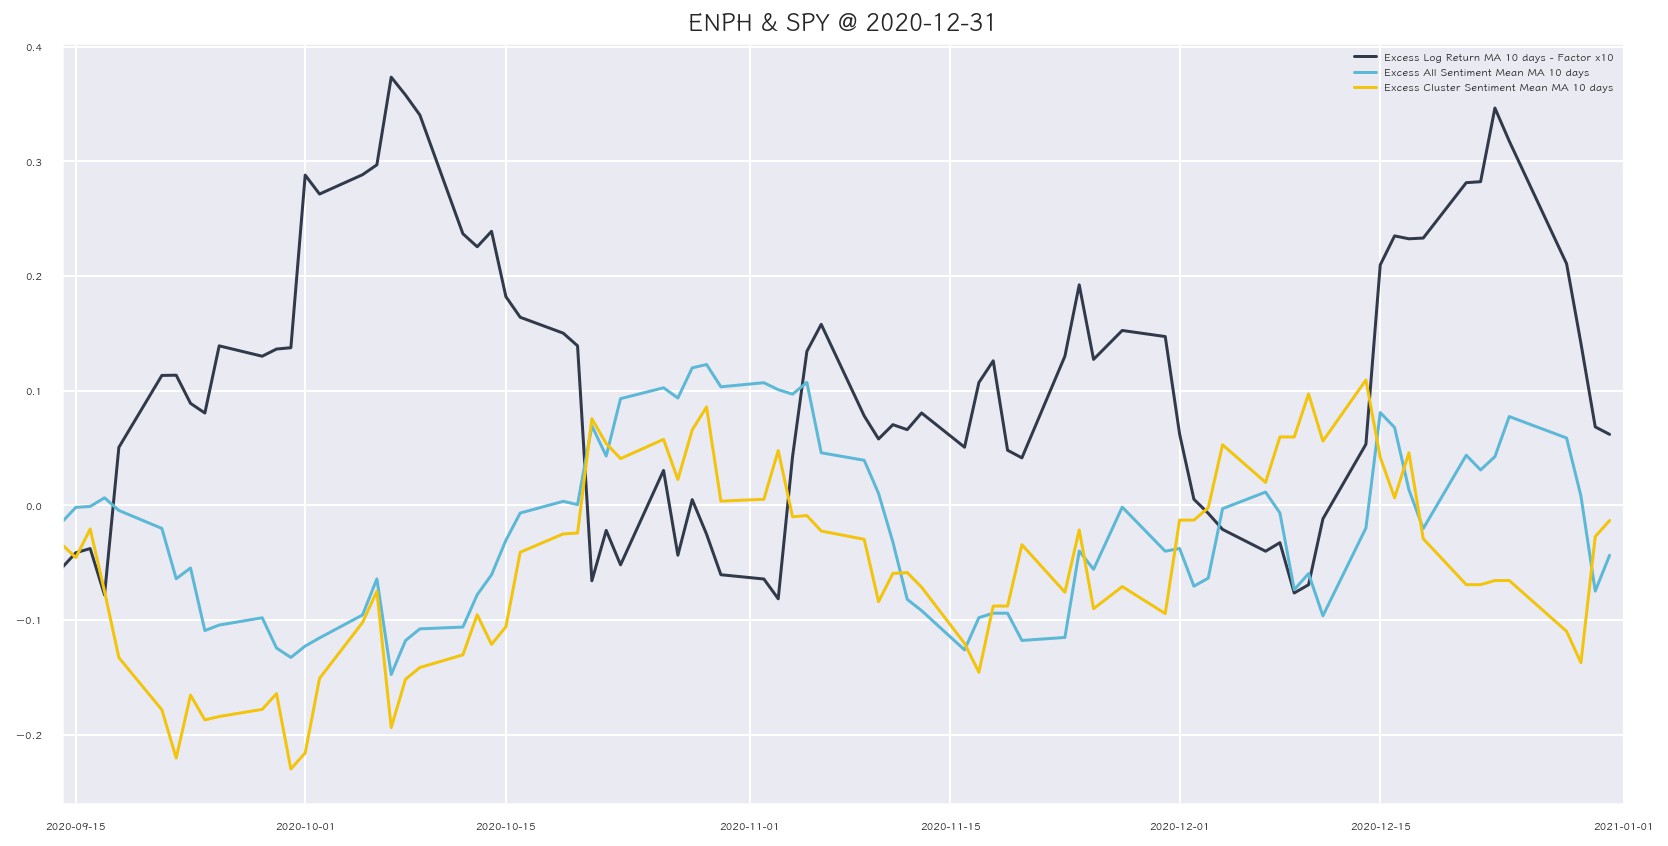 ENPH & SPY @ 2020-12-31
Excess Log Return MA 10 days - Factor x10
Excess All Sentiment Mean MA 10 days
Excess Cluster Sentiment Mean MA 10 days
0.4
0.3
0.2
0.1
0.0
−0.1
−0.2
2020-09-15 2020-10-01 2020-10-15 2020-11-01 2020-11-15 2020-12-01 2020-12-15 2021-01-01